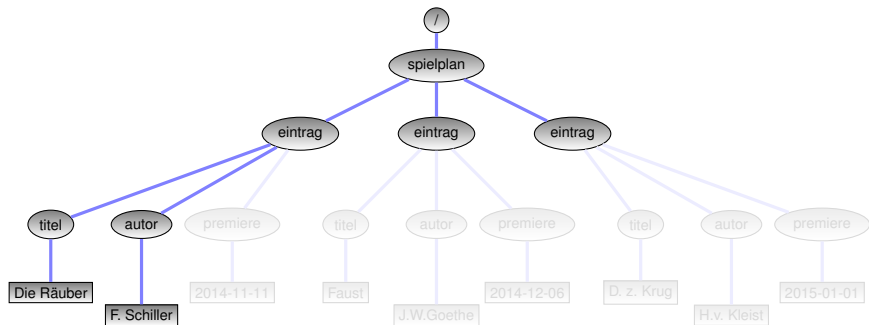 /
spielplan
eintrag eintrag eintrag
titel autor premiere titel autor premiere titel autor premiere
Die Räuber 2014-11-11 Faust 2014-12-06 D. z. Krug 2015-01-01
F. Schiller J.W.Goethe H.v. Kleist